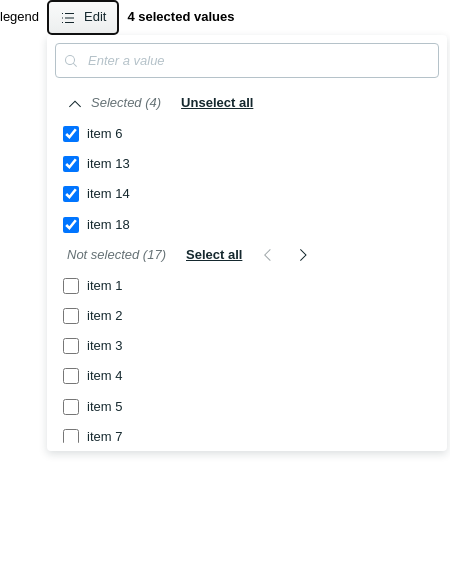 legend Edit 4 selected values
Enter a value
Selected (4) Unselect all
item 6
item 13
item 14
item 18
Not selected (17) Select all
item 1
item 2
item 3
item 4
item 5
item 7